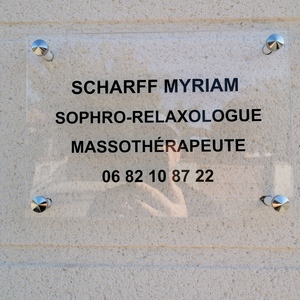 SCHARFF MYRIAM
SOPHRO-RELAXOLOGUE
MASSOTHÉRAPEUTE
06 82 10 87 22